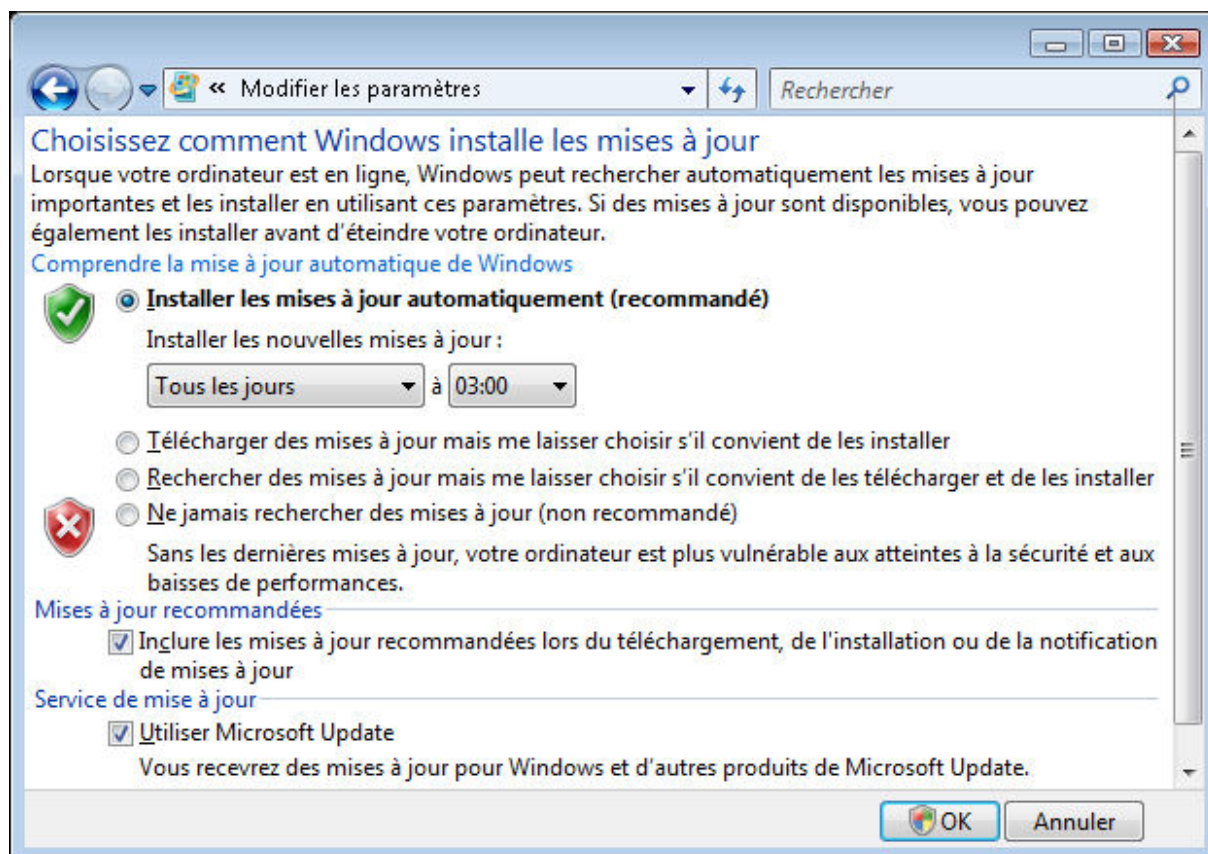 « Modifier les paramètres
Rechercher
Choisissez comment Windows installe les mises à jour
Lorsque votre ordinateur est en ligne, Windows peut rechercher automatiquement les mises à jour
importantes et les installer en utilisant ces paramètres. Si des mises à jour sont disponibles, vous pouvez
également les installer avant d'éteindre votre ordinateur.
Comprendre la mise à jour automatique de Windows
Installer les mises à jour automatiquement (recommandé)
Installer les nouvelles mises à jour :
Tous les jours à 03:00
Télécharger des mises à jour mais me laisser choisir s'il convient de les installer
Rechercher des mises à jour mais me laisser choisir s'il convient de les télécharger et de les installer
Ne jamais rechercher des mises à jour (non recommandé)
Sans les dernières mises à jour, votre ordinateur est plus vulnérable aux atteintes à la sécurité et aux
baisses de performances.
Mises à jour recommandées
Inclure les mises à jour recommandées lors du téléchargement, de l'installation ou de la notification
de mises à jour
Service de mise à jour
Utiliser Microsoft Update
Vous recevrez des mises à jour pour Windows et d'autres produits de Microsoft Update.
OK Annuler